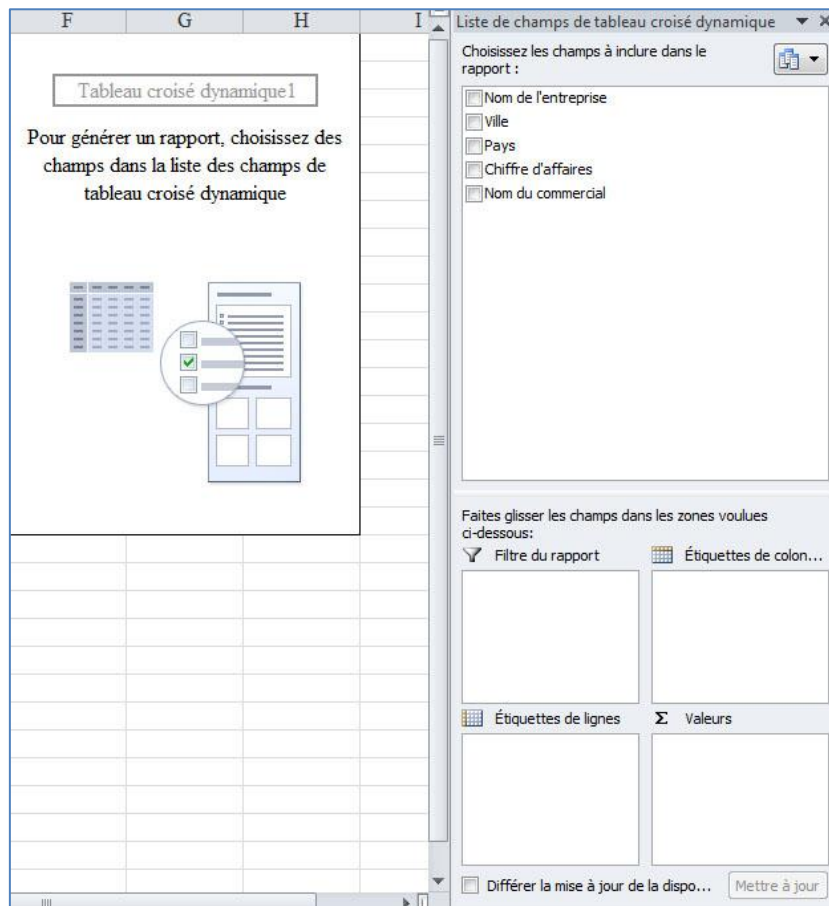 F G H I
Tableau croisé dynamique1
Pour générer un rapport, choisissez des
champs dans la liste des champs de
tableau croisé dynamique
Liste de champs de tableau croisé dynamique
Choisissez les champs à inclure dans le
rapport :
Nom de l'entreprise
Ville
Pays
Chiffre d'affaires
Nom du commercial
Faites glisser les champs dans les zones voulues
ci-dessous:
Filtre du rapport
Étiquettes de colon...
Étiquettes de lignes
Σ Valeurs
Différer la mise à jour de la dispo...
Mettre à jour